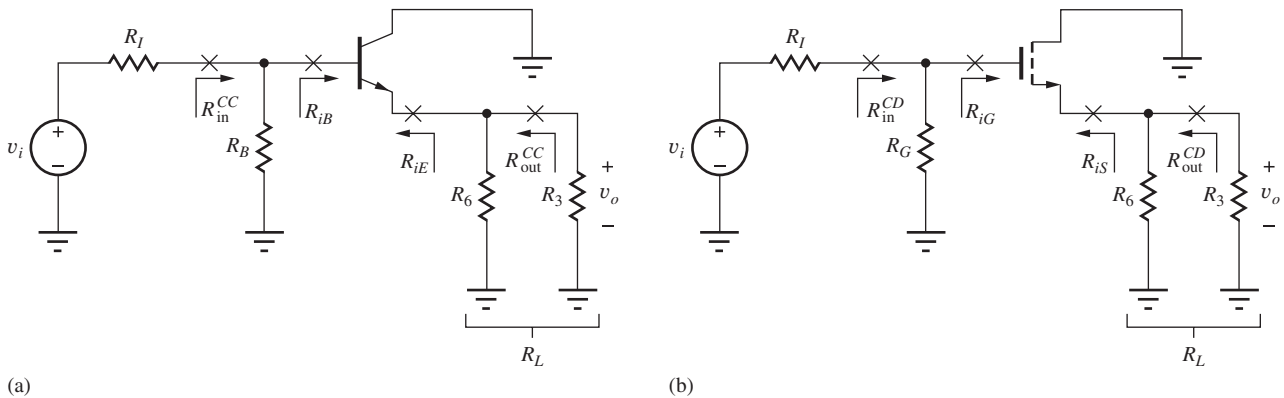 R_I
R_in^CC
R_iB
v_i
+
−
R_B
R_iE
R_out^CC
R_6
R_3
+
v_o
−
R_L
(a)
R_I
R_in^CD
R_iG
v_i
+
−
R_G
R_iS
R_out^CD
R_6
R_3
+
v_o
−
R_L
(b)